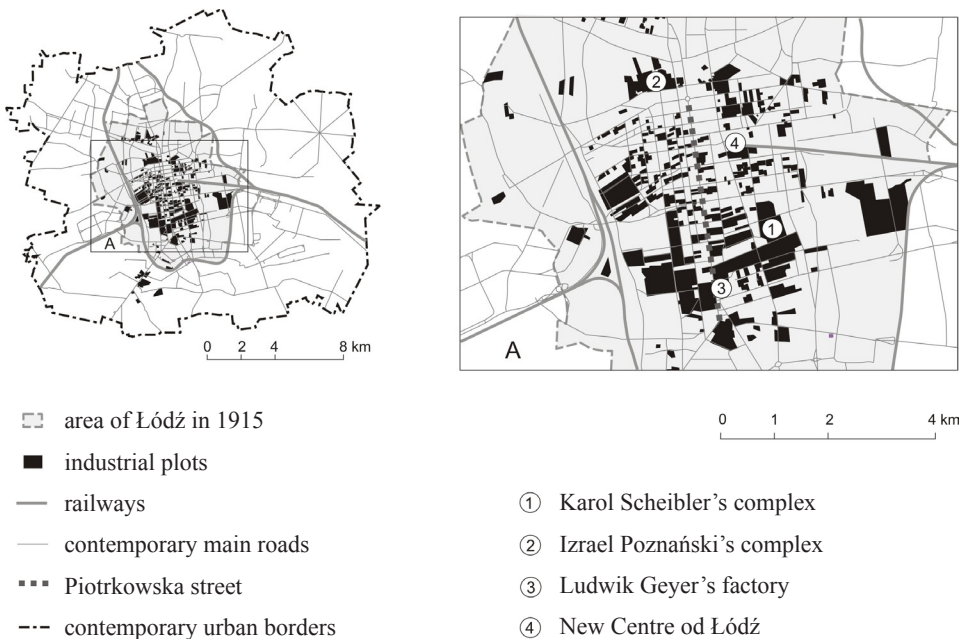 A
0 2 4 8 km
2
4
1
3
A
0 1 2 4 km
area of Łódź in 1915
industrial plots
railways
contemporary main roads
Piotrkowska street
contemporary urban borders
① Karol Scheibler’s complex
② Izrael Poznański’s complex
③ Ludwik Geyer’s factory
④ New Centre od Łódź